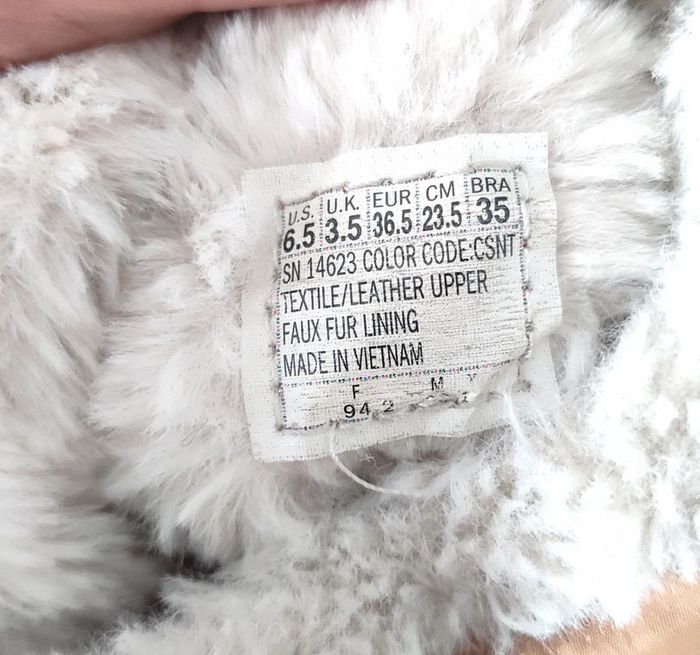 U.S. U.K. EUR CM BRA
6.5 3.5 36.5 23.5 35
SN 14623 COLOR CODE:CSNT
TEXTILE/LEATHER UPPER
FAUX FUR LINING
MADE IN VIETNAM
F M Y
94 2